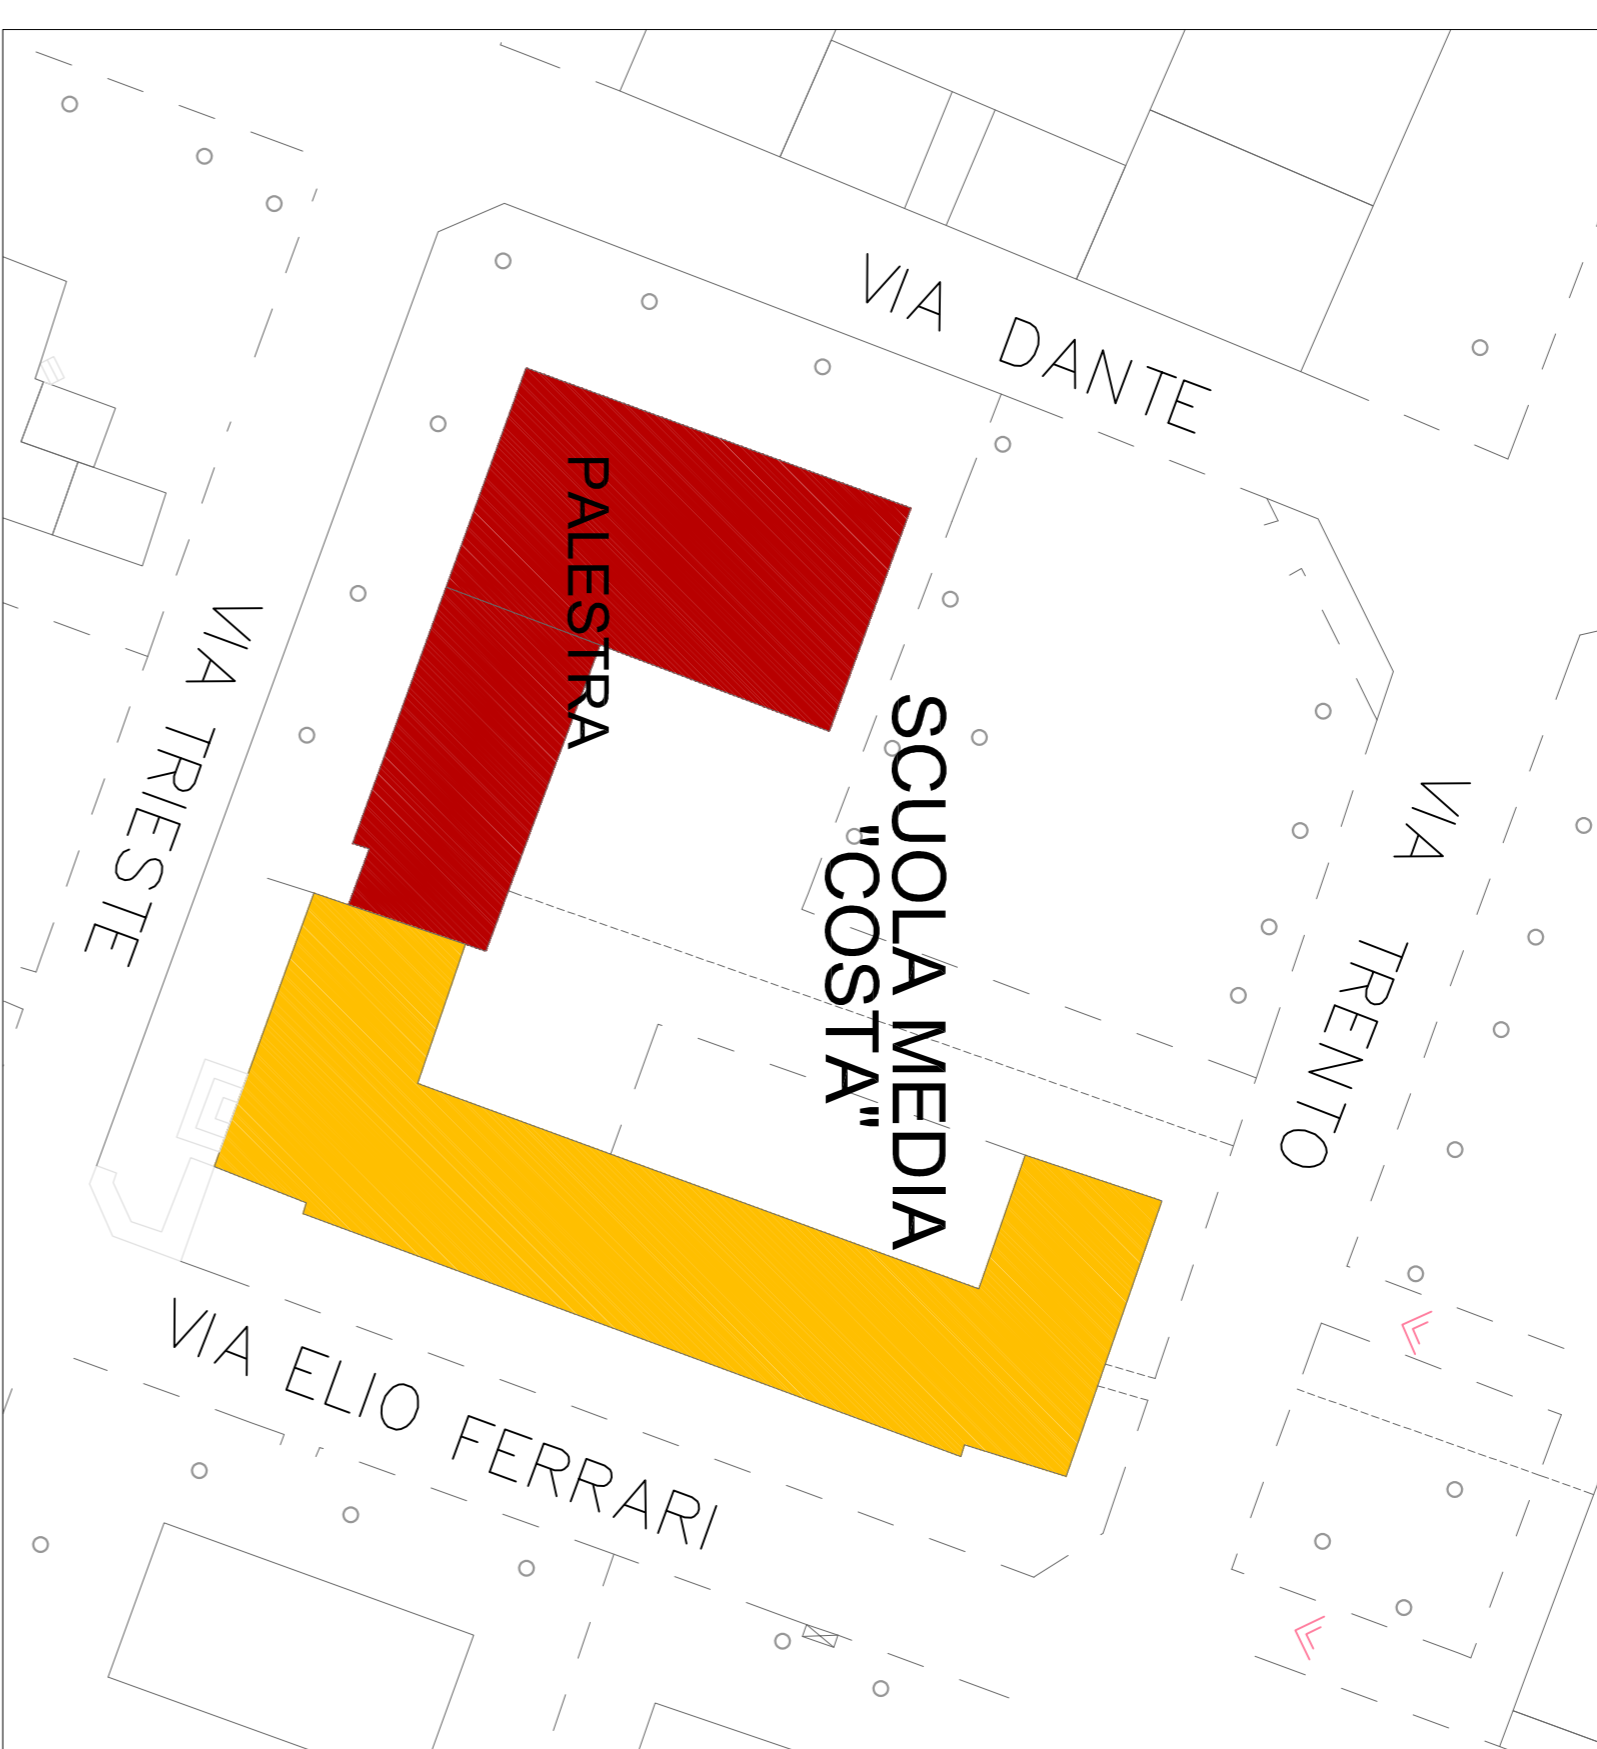 VIA DANTE
PALESTRA
VIA TRIESTE
SCUOLA MEDIA
"COSTA"
VIA TRENTO
VIA ELIO FERRARI